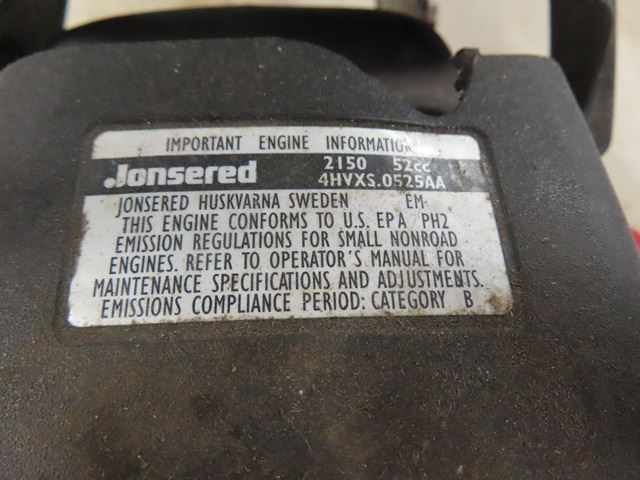 IMPORTANT ENGINE INFORMATION
Jonsered 2150 52cc
4HVXS.0525AA
JONSERED HUSKVARNA SWEDEN EM
THIS ENGINE CONFORMS TO U.S. EPA PH2
EMISSION REGULATIONS FOR SMALL NONROAD
ENGINES. REFER TO OPERATOR'S MANUAL FOR
MAINTENANCE SPECIFICATIONS AND ADJUSTMENTS.
EMISSIONS COMPLIANCE PERIOD: CATEGORY B